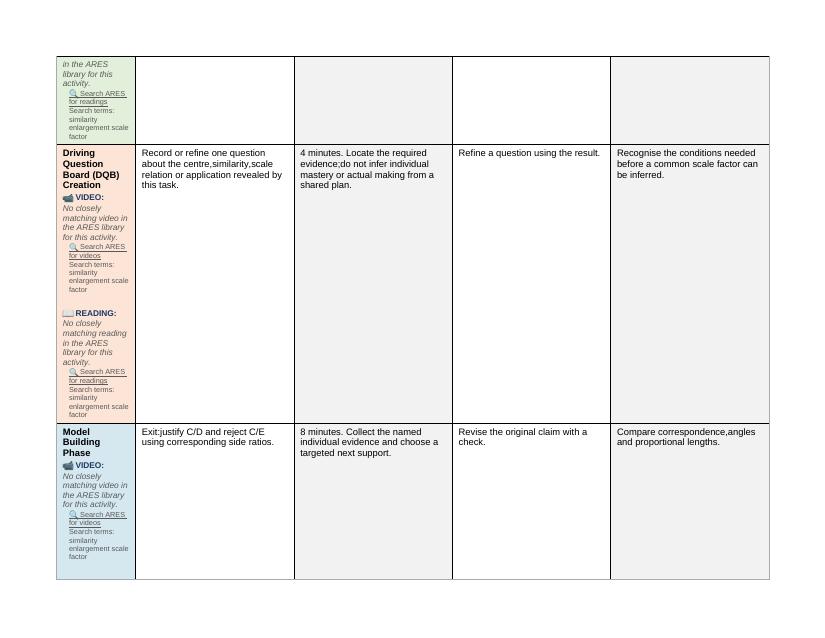 in the ARES
library for this
activity.
🔍 Search ARES
for readings
Search terms:
similarity
enlargement scale
factor
Driving
Question
Board (DQB)
Creation
📹 VIDEO:
No closely
matching video in
the ARES library
for this activity.
🔍 Search ARES
for videos
Search terms:
similarity
enlargement scale
factor
📖 READING:
No closely
matching reading
in the ARES
library for this
activity.
🔍 Search ARES
for readings
Search terms:
similarity
enlargement scale
factor
Record or refine one question
about the centre,similarity,scale
relation or application revealed by
this task.
4 minutes. Locate the required
evidence;do not infer individual
mastery or actual making from a
shared plan.
Refine a question using the result.
Recognise the conditions needed
before a common scale factor can
be inferred.
Model
Building
Phase
📹 VIDEO:
No closely
matching video in
the ARES library
for this activity.
🔍 Search ARES
for videos
Search terms:
similarity
enlargement scale
factor
Exit:justify C/D and reject C/E
using corresponding side ratios.
8 minutes. Collect the named
individual evidence and choose a
targeted next support.
Revise the original claim with a
check.
Compare correspondence,angles
and proportional lengths.